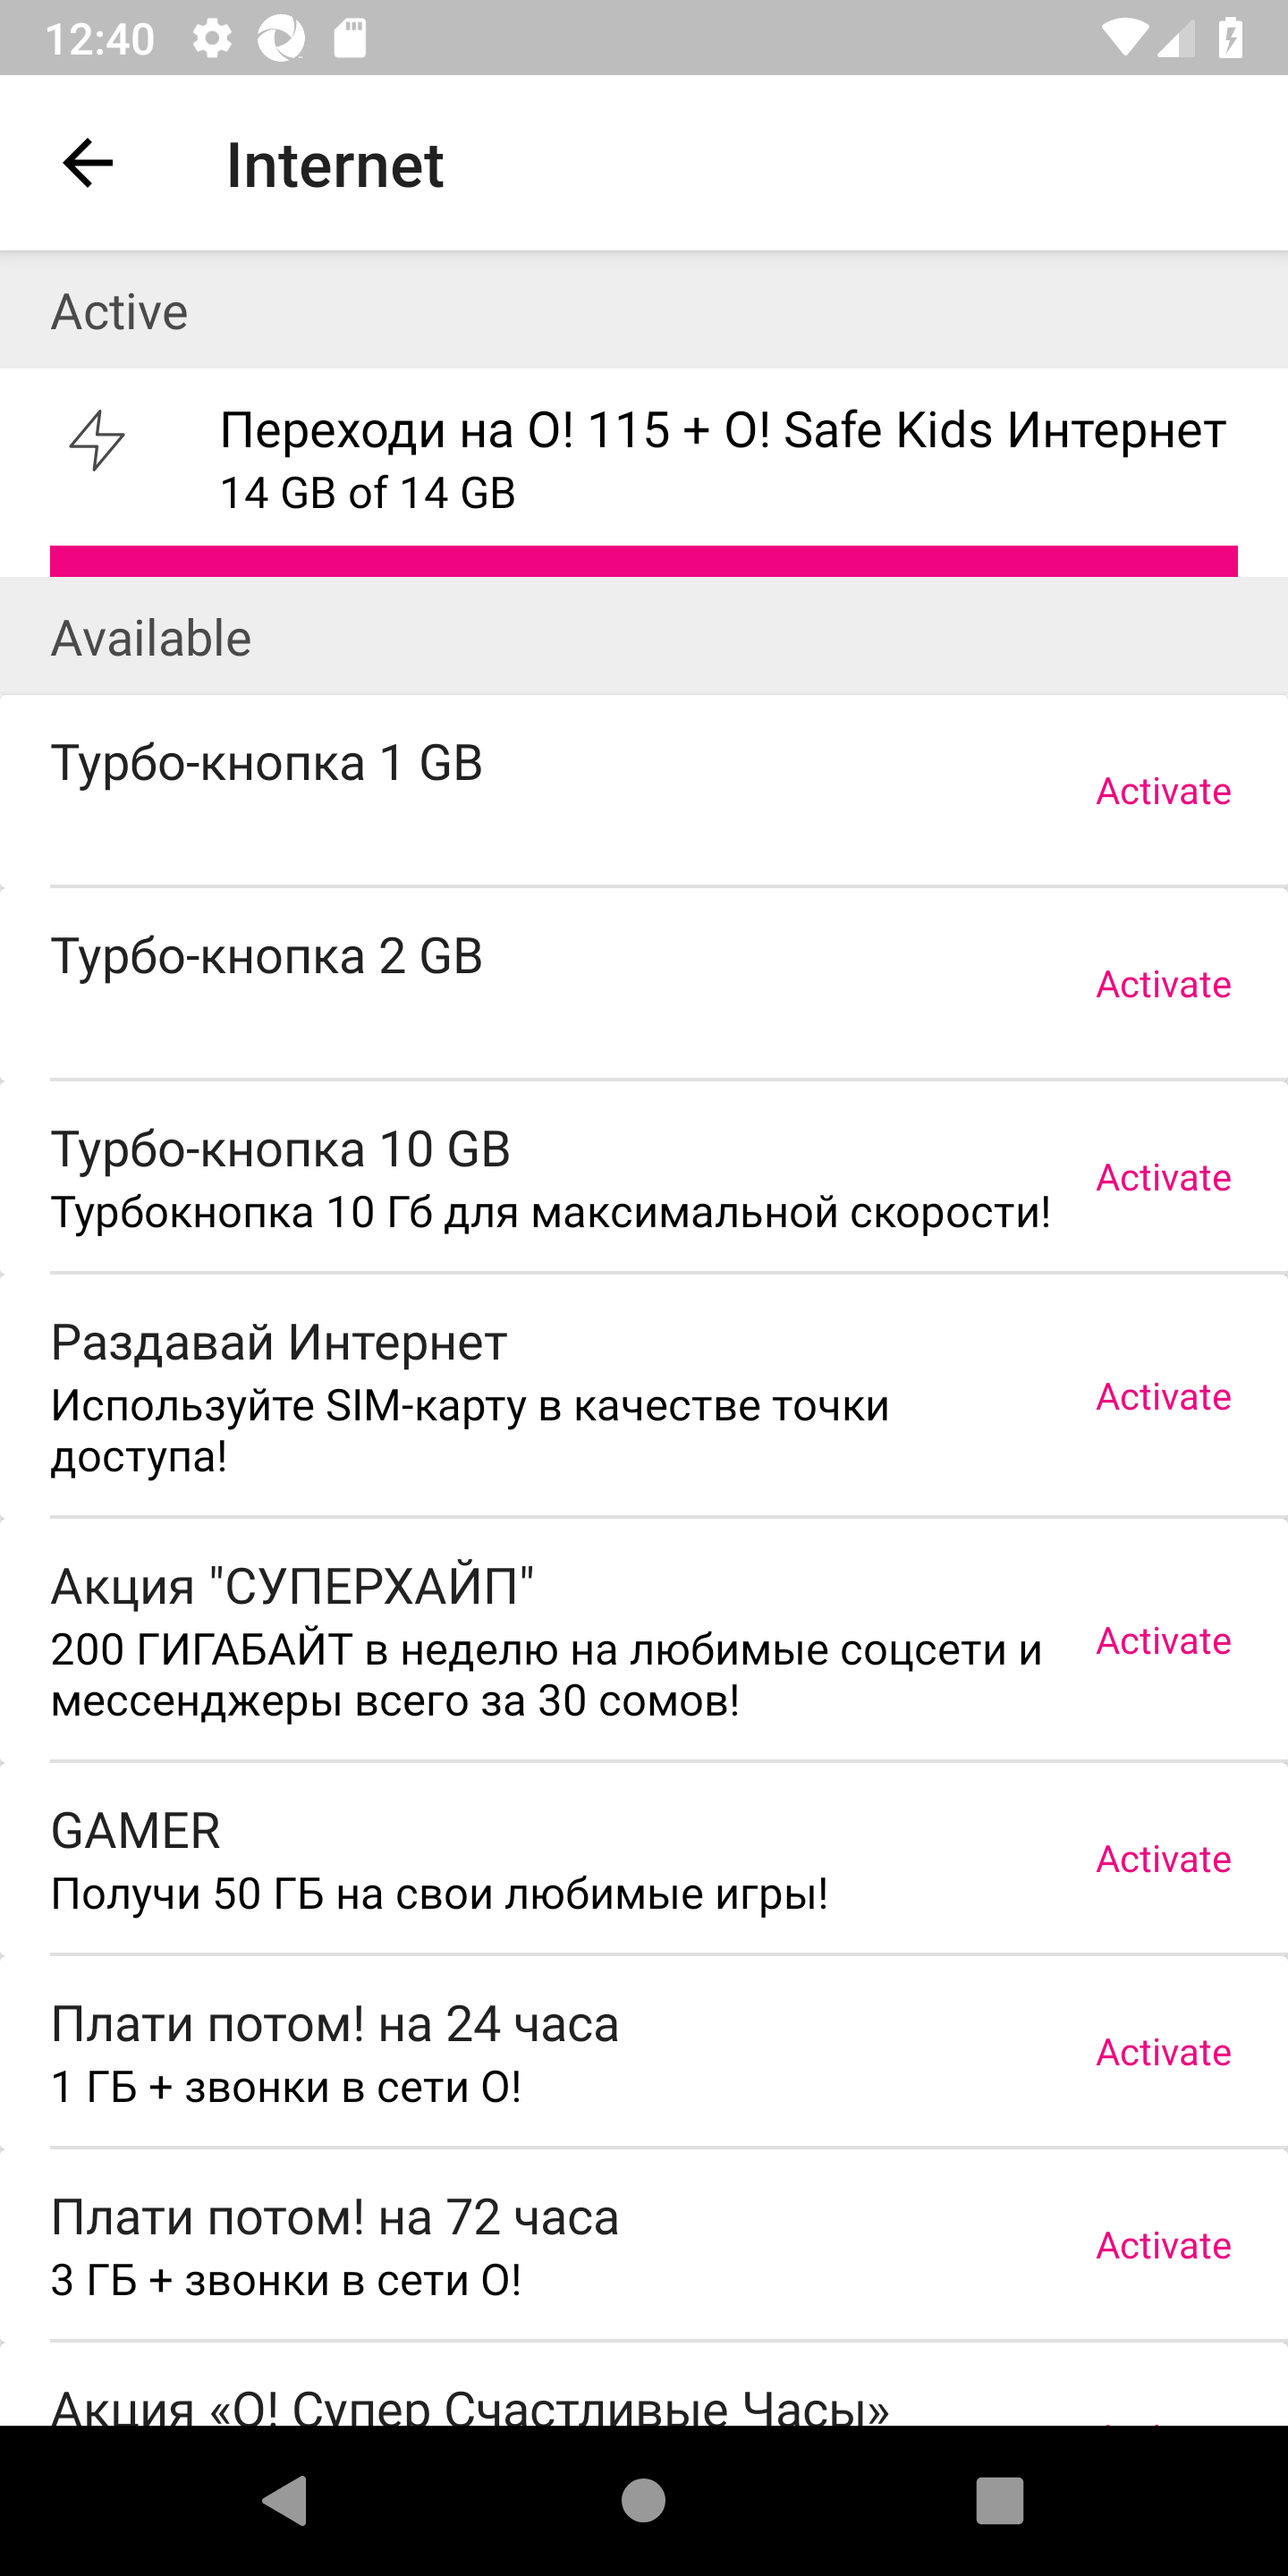 12:40
Internet
Active
Переходи на О! 115 + О! Safe Kids Интернет
14 GB of 14 GB
Available
Турбо-кнопка 1 GB
Activate
Турбо-кнопка 2 GB
Activate
Турбо-кнопка 10 GB
Activate
Турбокнопка 10 Гб для максимальной скорости!
Раздавай Интернет
Activate
Используйте SIM-карту в качестве точки
доступа!
Акция "СУПЕРХАЙП"
Activate
200 ГИГАБАЙТ в неделю на любимые соцсети и
мессенджеры всего за 30 сомов!
GAMER
Activate
Получи 50 ГБ на свои любимые игры!
Плати потом! на 24 часа
Activate
1 ГБ + звонки в сети О!
Плати потом! на 72 часа
Activate
3 ГБ + звонки в сети О!
Акция «О! Супер Счастливые Часы»